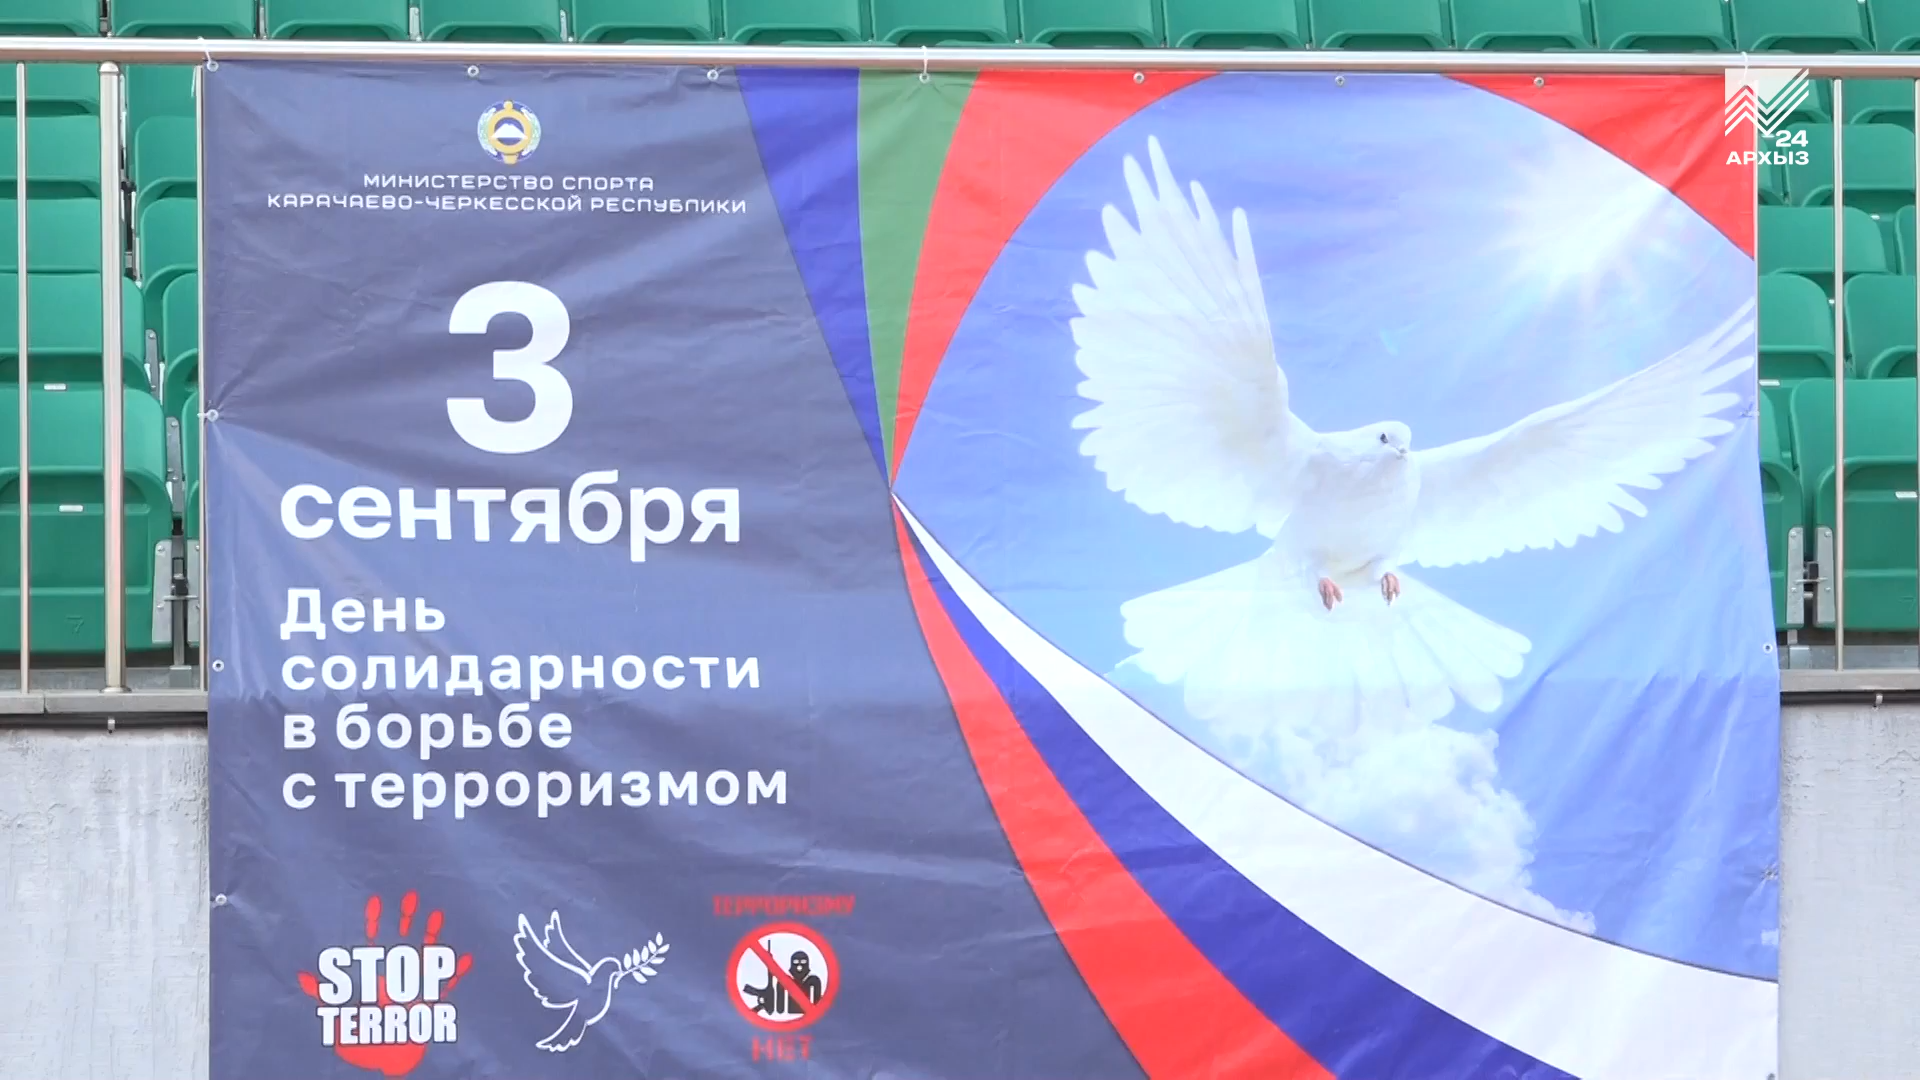 МИНИСТЕРСТВО СПОРТА
КАРАЧАЕВО-ЧЕРКЕССКОЙ РЕСПУБЛИКИ
24
АРХЫЗ
3
сентября
День
солидарности
в борьбе
с терроризмом
STOP
TERROR
ТЕРРОРИЗМУ
НЕТ